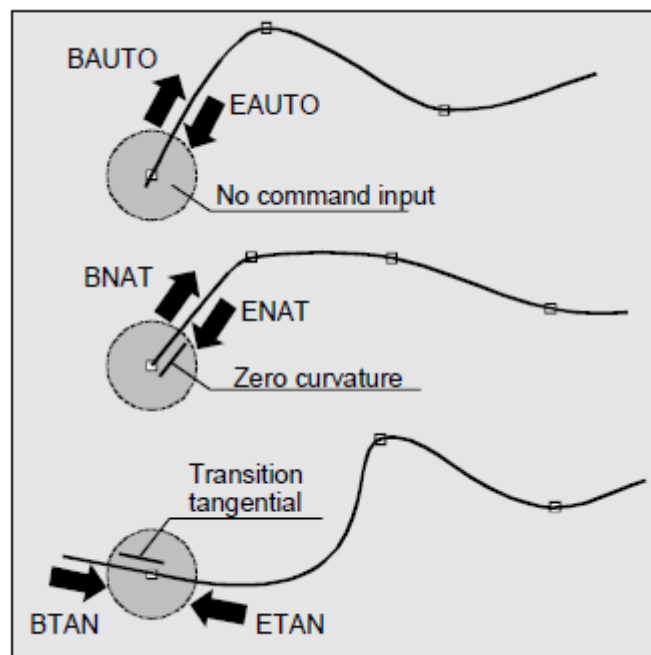 BAUTO
EAUTO
No command input
BNAT
ENAT
Zero curvature
Transition
tangential
BTAN
ETAN